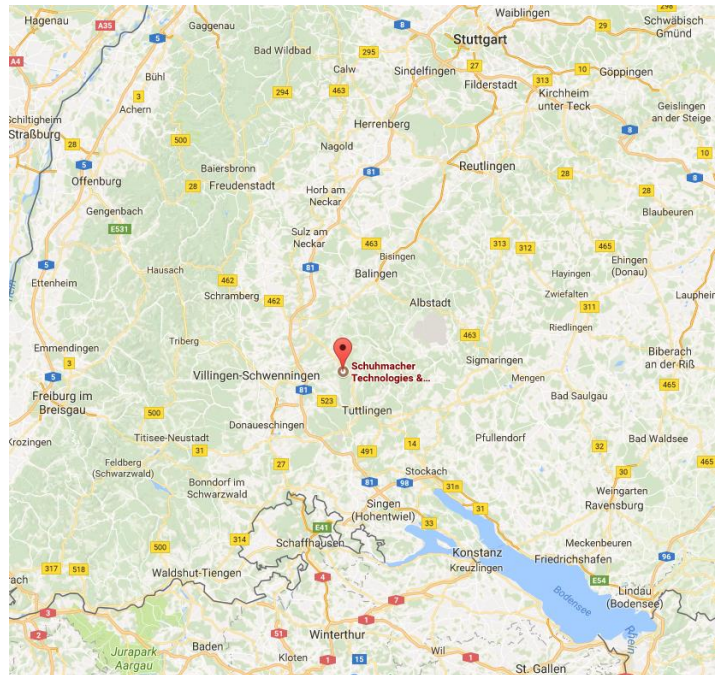 Hagenau
A35
Gaggenau
5
8
Waiblingen
29
298
Schwäbisch
Gmünd
Stuttgart
A4
Bad Wildbad
295
Calw
Sindelfingen
27
Filderstadt
10
Göppingen
Bühl
3
Achern
294
463
313
Kirchheim
unter Teck
Schiltigheim
Straßburg
28
500
Herrenberg
Geislingen
an der Steige
8
Nagold
10
5
Offenburg
Baiersbronn
28
Freudenstadt
81
Reutlingen
28
28
8
Horb am
Neckar
Gengenbach
E531
Blaubeuren
Sulz am
Neckar
463
Bisingen
313
312
465
Ehingen
(Donau)
5
Ettenheim
Hausach
462
81
Balingen
Hayingen
Schramberg
462
Albstadt
Zwiefalten
311
Laupheim
Riedlingen
Emmendingen
3
Triberg
463
Sigmaringen
Biberach
an der Riß
5
Freiburg im
Breisgau
Villingen-Schwenningen
Schuhmacher
Technologies &...
Mengen
465
81
523
Tuttlingen
Bad Saulgau
500
Donaueschingen
Krozingen
Titisee-Neustadt
31
491
14
Pfullendorf
32
Bad Waldsee
465
Feldberg
(Schwarzwald)
27
Bonndorf im
Schwarzwald
81
98
Stockach
31n
31
30
Weingarten
Ravensburg
Singen
(Hohentwiel)
33
314
E41
Schaffhausen
500
Konstanz
Kreuzlingen
Meckenbeuren
Friedrichshafen
96
317
518
Waldshut-Tiengen
4
E54
Lindau
(Bodensee)
Bodensee
3
2
7
1
1
51
Winterthur
Rhein
Jurapark
Aargau
Baden
Kloten
1
15
Wil
1
St. Gallen
1